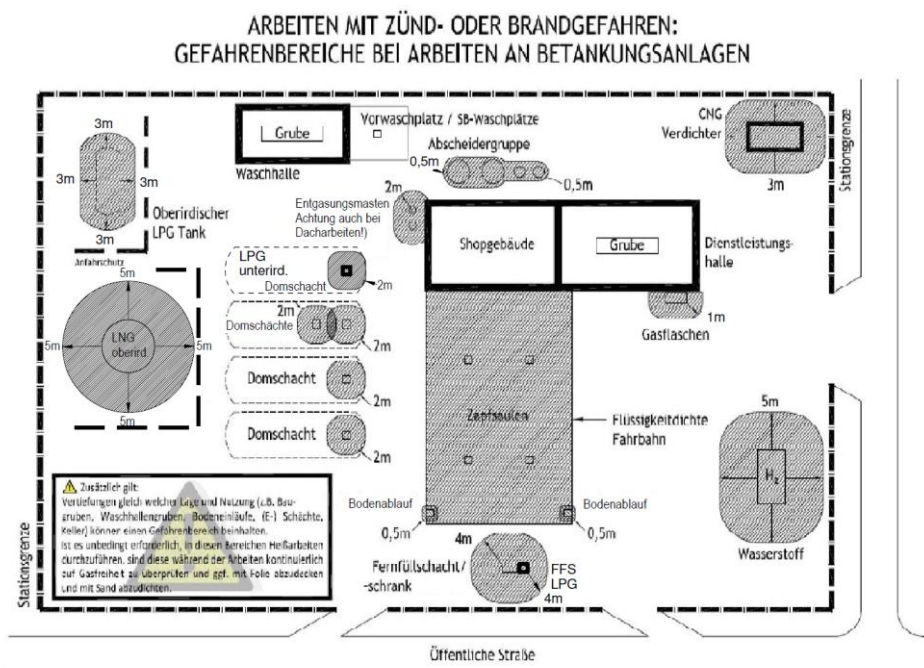 ARBEITEN MIT ZÜND- ODER BRANDGEFAHREN:
GEFAHRENBEREICHE BEI ARBEITEN AN BETANKUNGSANLAGEN
3m
3m
3m
3m
Oberirdischer
LPG Tank
Anfahrschutz
Grube
Waschhalle
Vorwaschplatz / SB-Waschplätze
Abscheidergruppe
0,5m
0,5m
CNG
Verdichter
3m
Stationsgrenze
2m
Entgasungsmasten
Achtung auch bei
Dacharbeiten!)
Shopgebäude
Grube
Dienstleistungs-
halle
LPG
unterird.
Domschacht
2m
2m
Domschächte
2m
Domschacht
2m
Domschacht
2m
5m
5m
LNG
oberird.
5m
5m
1m
Gasflaschen
Zapfsäulen
Flüssigkeitdichte
Fahrbahn
5m
H2
Wasserstoff
Bodenablauf
0,5m
Bodenablauf
0,5m
4m
Fernfüllschacht/
-schrank
FFS
LPG
4m
Zusätzlich gilt:
Vertiefungen gleich welcher Lage und Nutzung (z.B. Bau-
gruben, Waschhallengruben, Bodeneinläufe, (E-) Schächte,
Keller) können einen Gefahrenbereich beinhalten.
Ist es unbedingt erforderlich, in diesen Bereichen Heißarbeiten
durchzuführen, sind diese während der Arbeiten kontinuierlich
auf Gasfreiheit zu überprüfen und ggf. mit Folie abzudecken
und mit Sand abzudichten.
Stationsgrenze
Öffentliche Straße